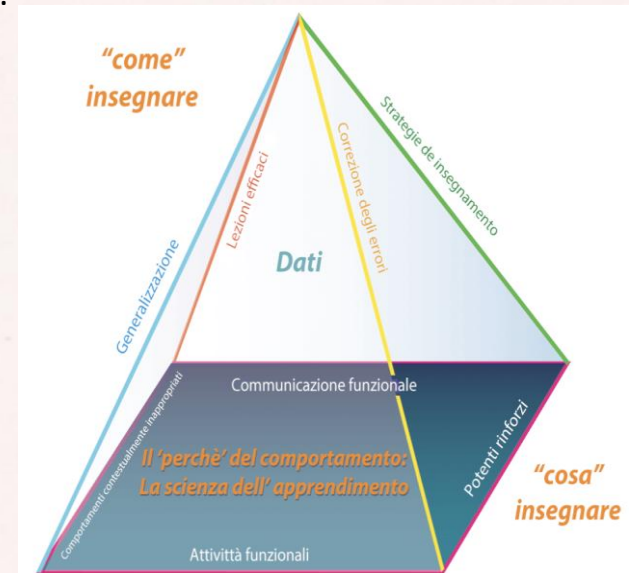 “come”
insegnare
Strategie de insegnamento
Correzione degli errori
Lezioni efficaci
Generalizzazione
Dati
Communicazione funzionale
Comportamenti contestualmente inappropriati
Potenti rinforzi
Il ‘perchè’ del comportamento:
La scienza dell’ apprendimento
“cosa”
insegnare
Attività funzionali